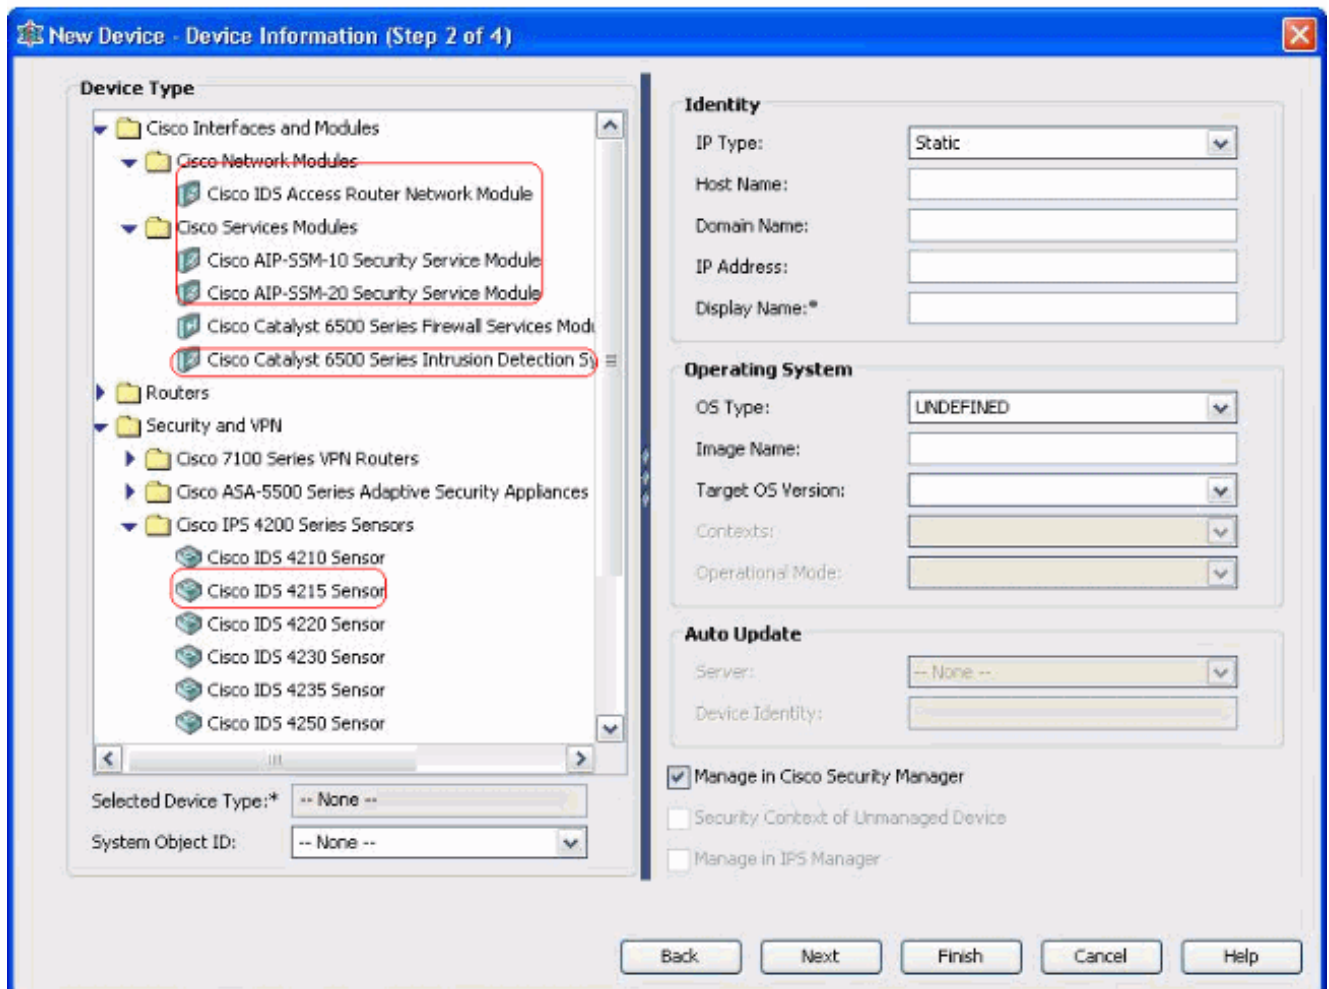 New Device - Device Information (Step 2 of 4)
Device Type
Cisco Interfaces and Modules
Cisco Network Modules
Cisco IDS Access Router Network Module
Cisco Services Modules
Cisco AIP-SSM-10 Security Service Module
Cisco AIP-SSM-20 Security Service Module
Cisco Catalyst 6500 Series Firewall Services Modu
Cisco Catalyst 6500 Series Intrusion Detection Sy
Routers
Security and VPN
Cisco 7100 Series VPN Routers
Cisco ASA-5500 Series Adaptive Security Appliances
Cisco IPS 4200 Series Sensors
Cisco IDS 4210 Sensor
Cisco IDS 4215 Sensor
Cisco IDS 4220 Sensor
Cisco IDS 4230 Sensor
Cisco IDS 4235 Sensor
Cisco IDS 4250 Sensor
Selected Device Type:* -- None --
System Object ID: -- None --
Identity
IP Type: Static
Host Name:
Domain Name:
IP Address:
Display Name:*
Operating System
OS Type: UNDEFINED
Image Name:
Target OS Version:
Contexts:
Operational Mode:
Auto Update
Server: -- None --
Device Identity:
Manage in Cisco Security Manager
Security Context of Unmanaged Device
Manage in IPS Manager
Back Next Finish Cancel Help